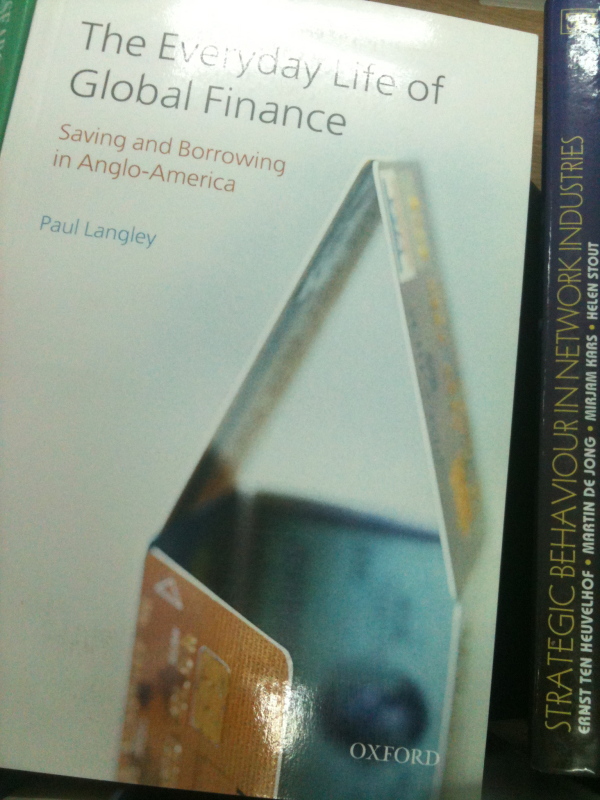 The Everyday Life of
Global Finance
Saving and Borrowing
in Anglo-America
Paul Langley
OXFORD
STRATEGIC BEHAVIOUR IN NETWORK INDUSTRIES
ERNST TEN HEUVELHOF • MARTIN DE JONG • MIRJAM KARS • HELEN STOUT